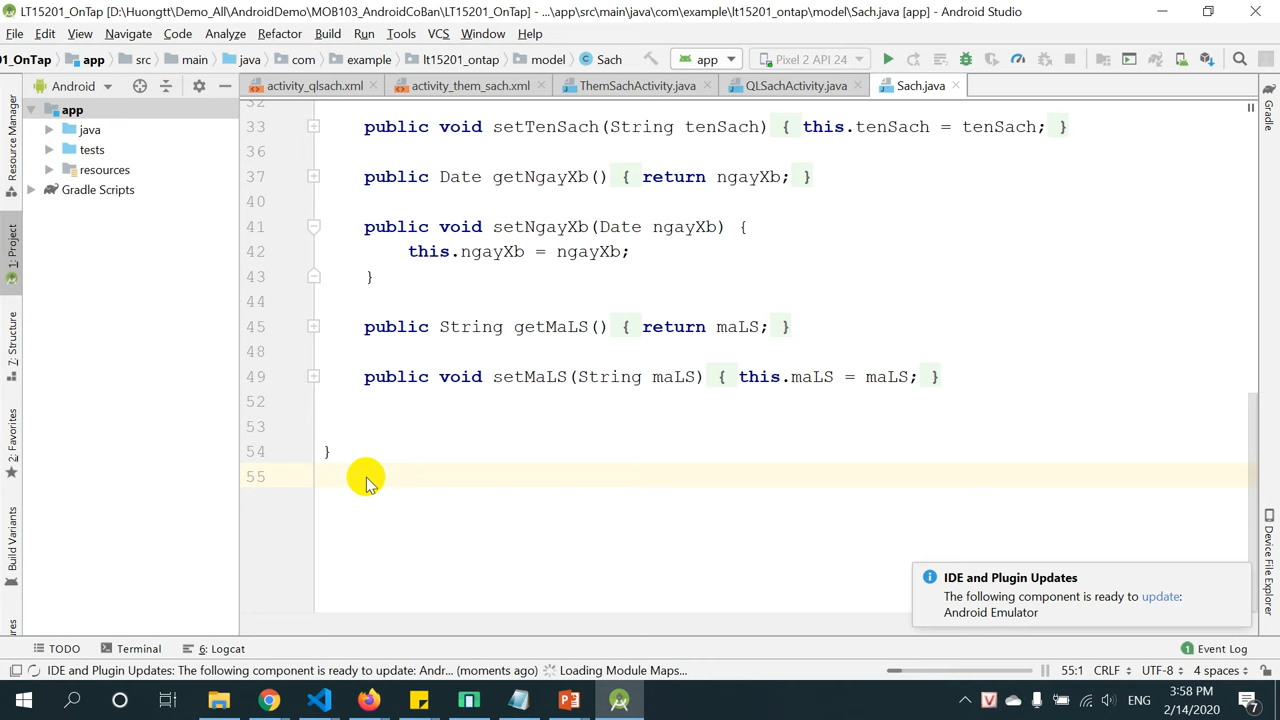 LT15201_OnTap [D:\Huongtt\Demo_All\AndroidDemo\MOB103_AndroidCoBan\LT15201_OnTap] - ...\app\src\main\java\com\example\lt15201_ontap\model\Sach.java [app] - Android Studio
File Edit View Navigate Code Analyze Refactor Build Run Tools VCS Window Help
01_OnTap app src main java com example lt15201_ontap model Sach app Pixel 2 API 24
Android activity_qlsach.xml activity_them_sach.xml ThemSachActivity.java QLSachActivity.java Sach.java
Resource Manager
1: Project
7: Structure
2: Favorites
Build Variants
app
java
tests
resources
Gradle Scripts
32
33 public void setTenSach(String tenSach) { this.tenSach = tenSach; }
36
37 public Date getNgayXb() { return ngayXb; }
40
41 public void setNgayXb(Date ngayXb) {
42 this.ngayXb = ngayXb;
43 }
44
45 public String getMaLS() { return maLS; }
48
49 public void setMaLS(String maLS) { this.maLS = maLS; }
52
53
54 }
55
Gradle
Device File Explorer
IDE and Plugin Updates
The following component is ready to update:
Android Emulator
TODO Terminal 6: Logcat 1 Event Log
IDE and Plugin Updates: The following component is ready to update: Andr... (moments ago) Loading Module Maps... 55:1 CRLF UTF-8 4 spaces
ENG 3:58 PM
2/14/2020 7